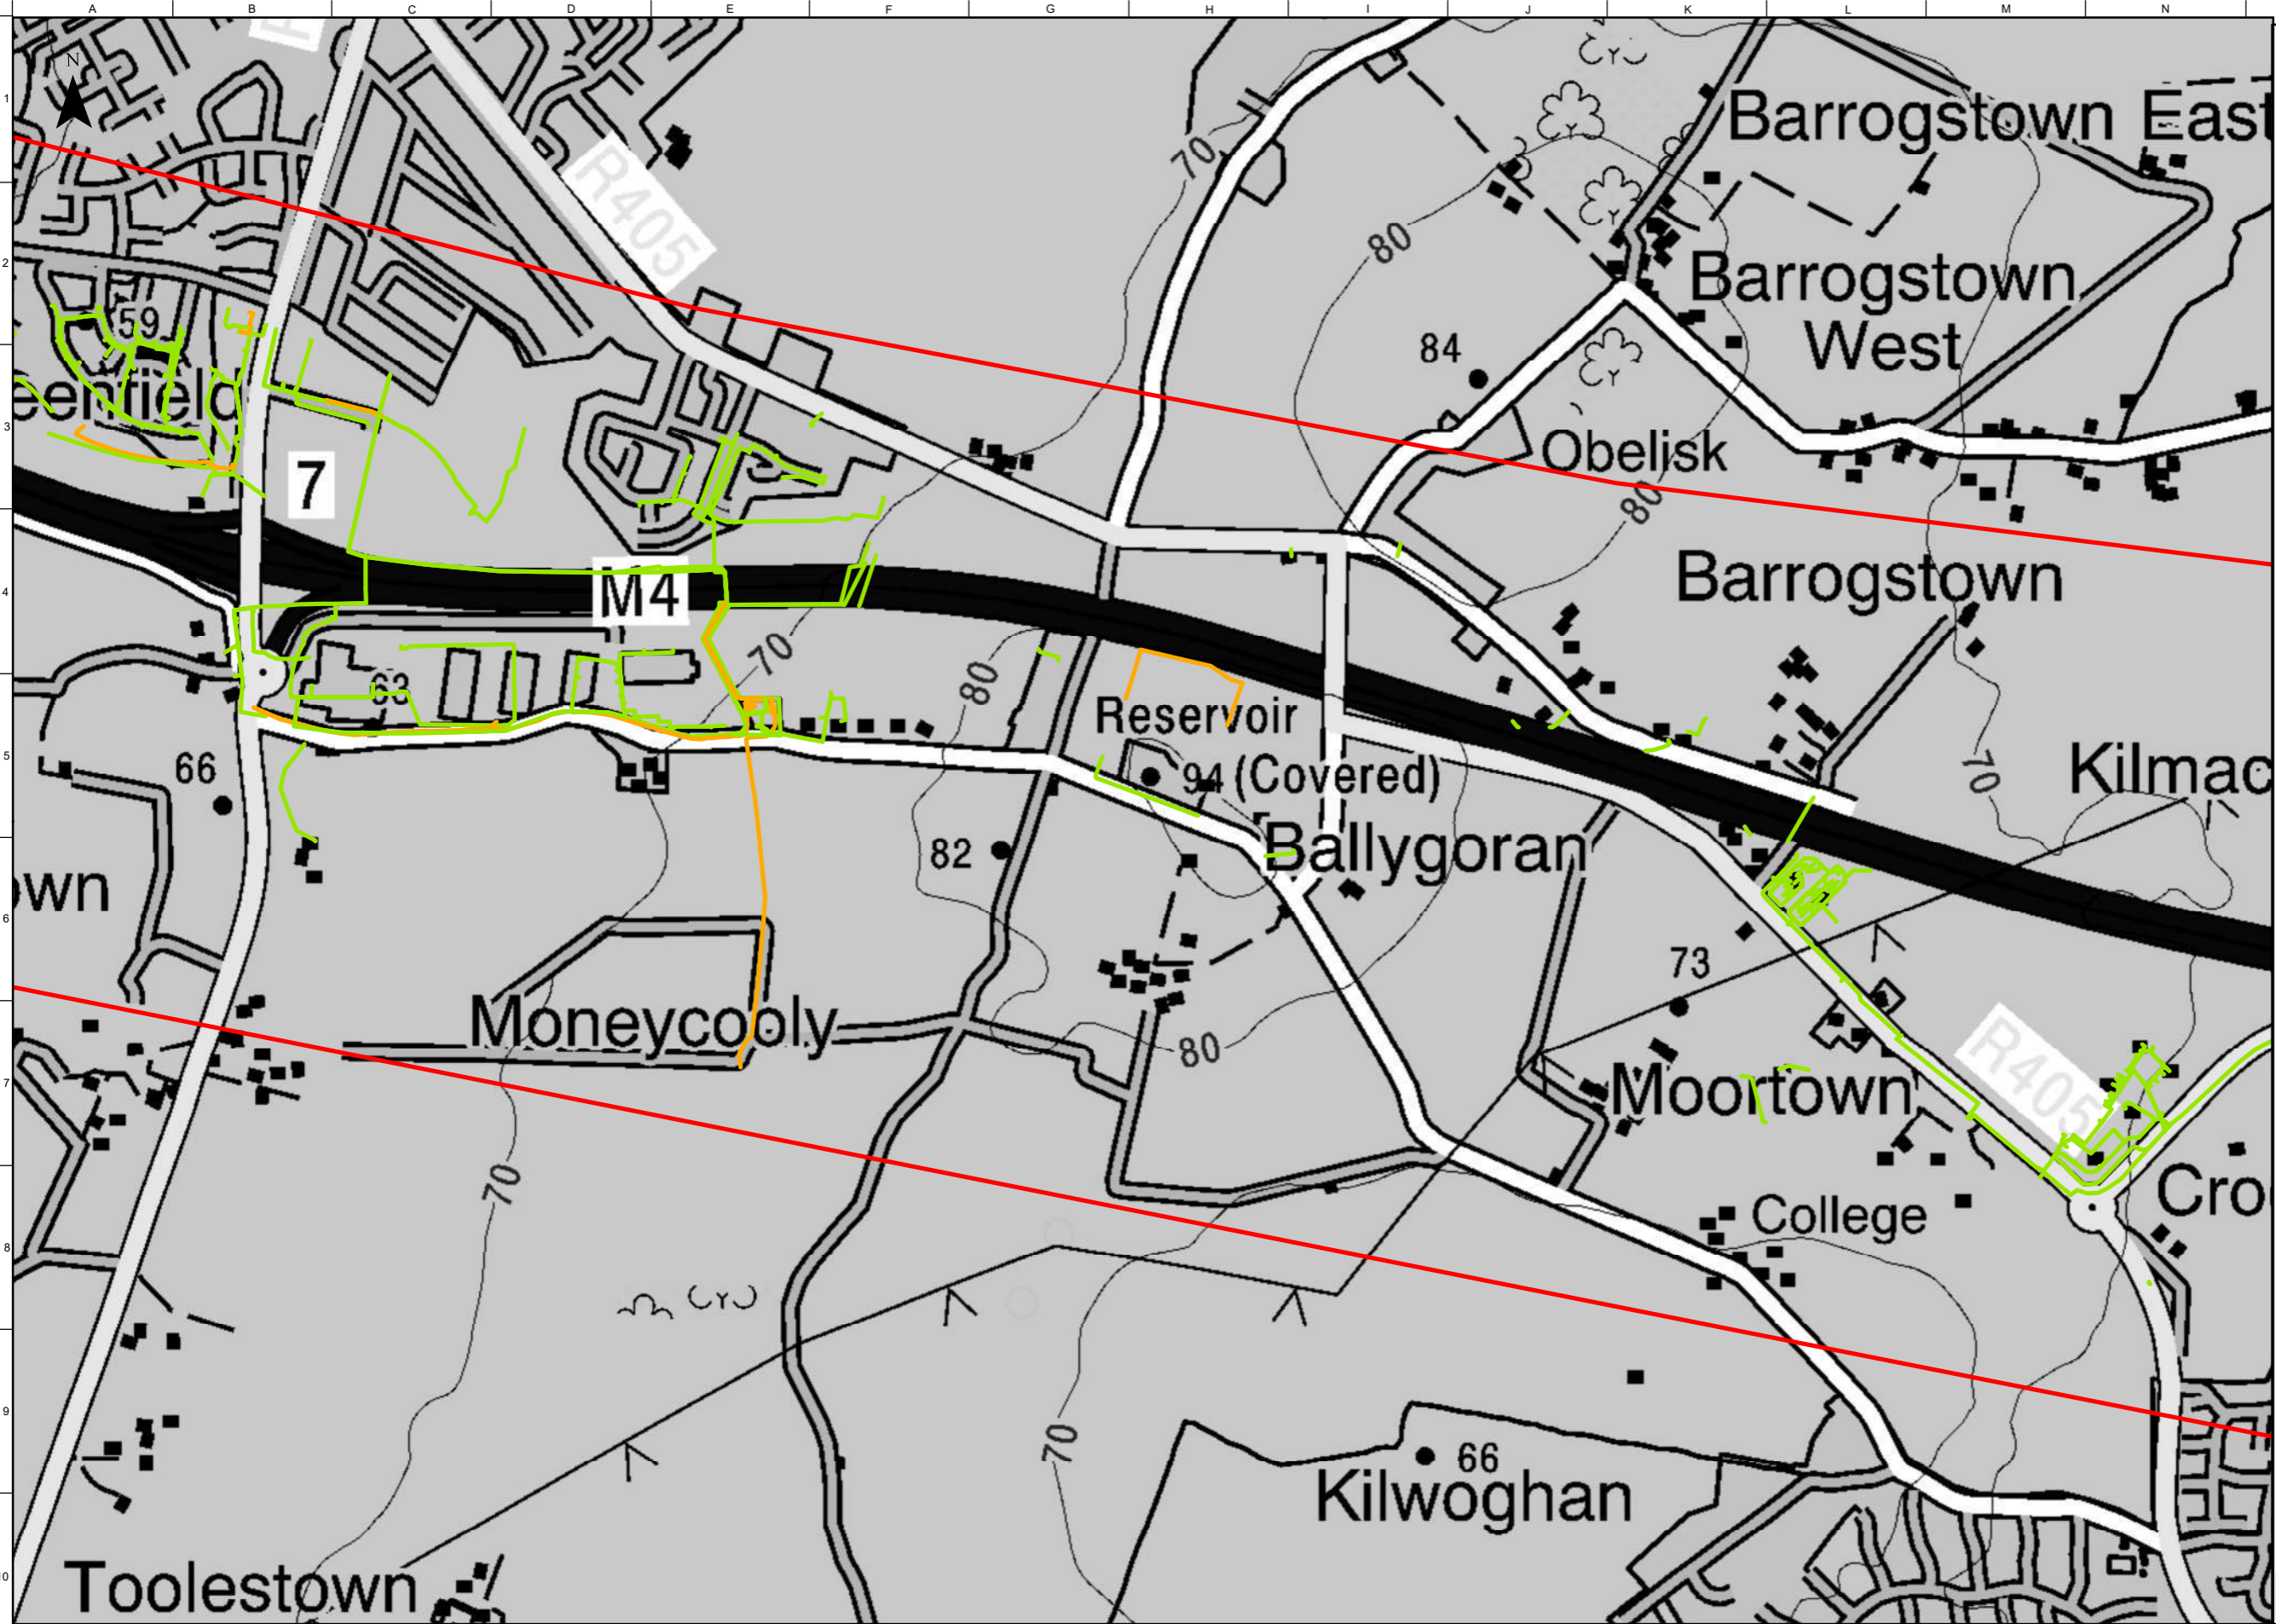 A B C D E F G H I J K L M N
N
1
Barrogstown East
70
R405
2
80
Barrogstown
West
59
84
3
eenfield
Obelisk
7
80
4
M4
Barrogstown
70
80
63
Reservoir
5
66
94 (Covered)
Kilmac
70
82
Ballygoran
own
6
73
Moneycooly
80
R405
7
Moortown
70
Cro
8
College
9
70
66
Kilwoghan
10
Toolestown